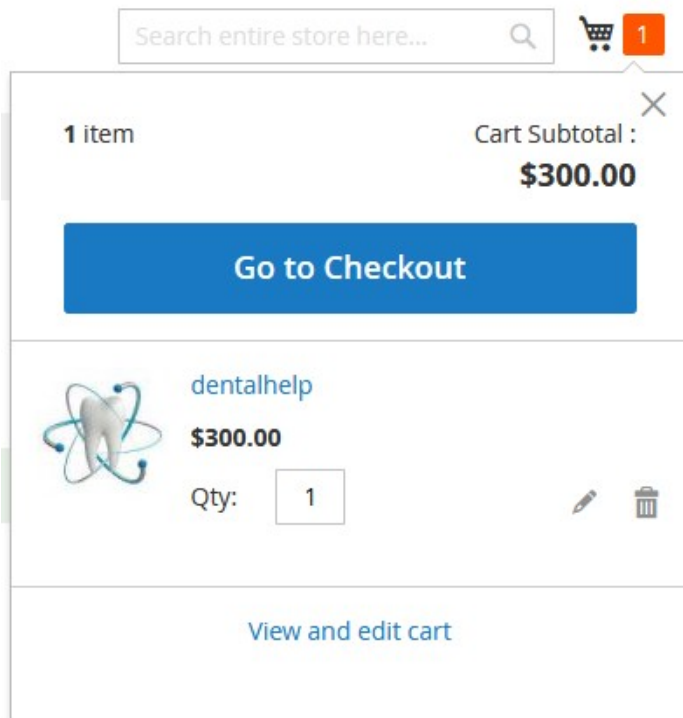 Search entire store here...
1
1 item
Cart Subtotal :
$300.00
Go to Checkout
dentalhelp
$300.00
Qty: 1
View and edit cart